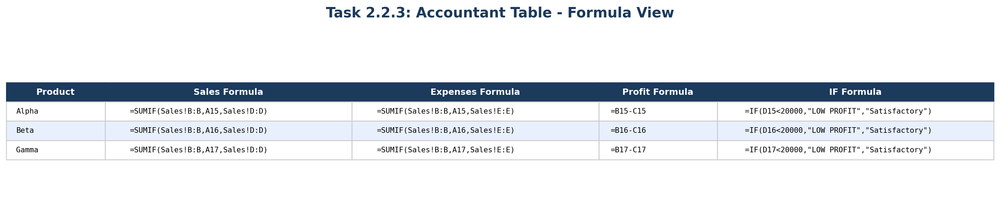 Task 2.2.3: Accountant Table - Formula View
Product Sales Formula Expenses Formula Profit Formula IF Formula
Alpha =SUMIF(Sales!B:B,A15,Sales!D:D) =SUMIF(Sales!B:B,A15,Sales!E:E) =B15-C15 =IF(D15<20000,"LOW PROFIT","Satisfactory")
Beta =SUMIF(Sales!B:B,A16,Sales!D:D) =SUMIF(Sales!B:B,A16,Sales!E:E) =B16-C16 =IF(D16<20000,"LOW PROFIT","Satisfactory")
Gamma =SUMIF(Sales!B:B,A17,Sales!D:D) =SUMIF(Sales!B:B,A17,Sales!E:E) =B17-C17 =IF(D17<20000,"LOW PROFIT","Satisfactory")